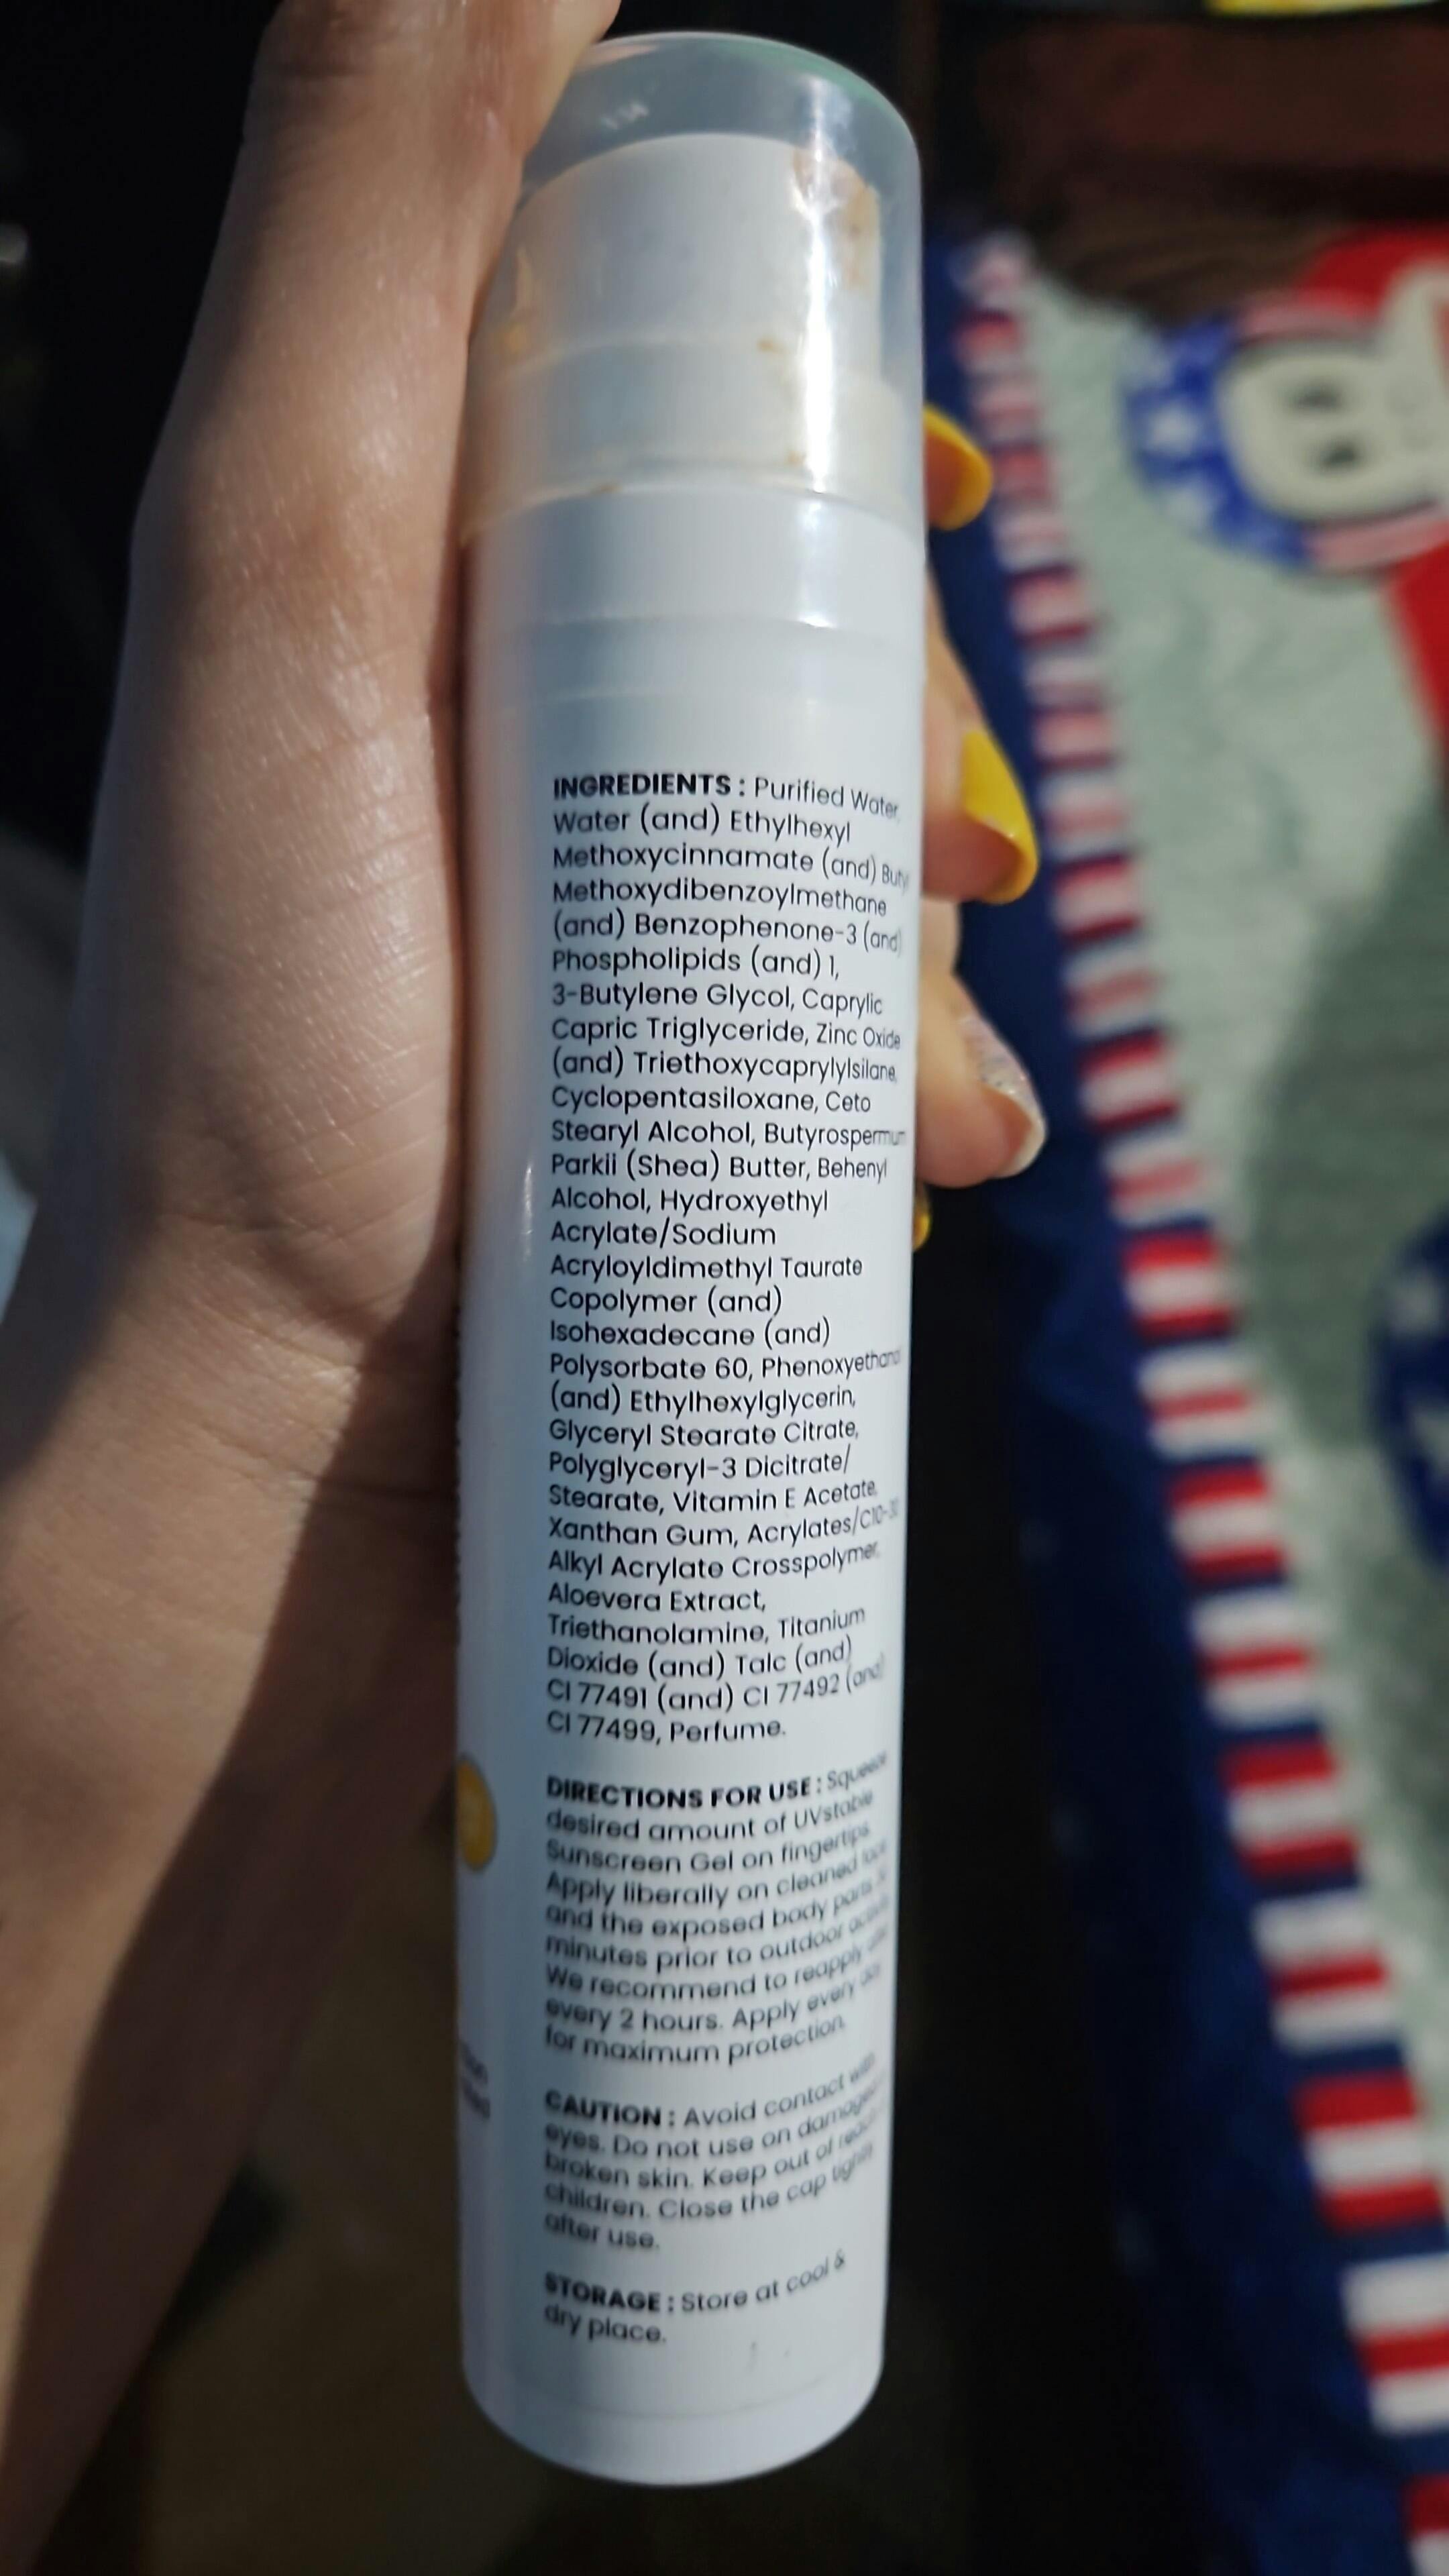 INGREDIENTS : Purified Water,
Water (and) Ethylhexyl
Methoxycinnamate (and) Butyl
Methoxydibenzoylmethane
(and) Benzophenone-3 (and)
Phospholipids (and) 1,
3-Butylene Glycol, Caprylic
Capric Triglyceride, Zinc Oxide
(and) Triethoxycaprylylsilane,
Cyclopentasiloxane, Ceto
Stearyl Alcohol, Butyrospermum
Parkii (Shea) Butter, Behenyl
Alcohol, Hydroxyethyl
Acrylate/Sodium
Acryloyldimethyl Taurate
Copolymer (and)
Isohexadecane (and)
Polysorbate 60, Phenoxyethanol
(and) Ethylhexylglycerin,
Glyceryl Stearate Citrate,
Polyglyceryl-3 Dicitrate/
Stearate, Vitamin E Acetate,
Xanthan Gum, Acrylates/C10-30
Alkyl Acrylate Crosspolymer,
Aloevera Extract,
Triethanolamine, Titanium
Dioxide (and) Talc (and)
CI 77491 (and) CI 77492 (and)
CI 77499, Perfume.
DIRECTIONS FOR USE : Squeeze
desired amount of UVstable
Sunscreen Gel on fingertips.
Apply liberally on cleaned face
and the exposed body parts
minutes prior to outdoor
We recommend to reapply
every 2 hours. Apply every day
for maximum protection.
CAUTION : Avoid contact with
eyes. Do not use on damaged
broken skin. Keep out of reach
children. Close the cap tightly
after use.
STORAGE : Store at cool &
dry place.